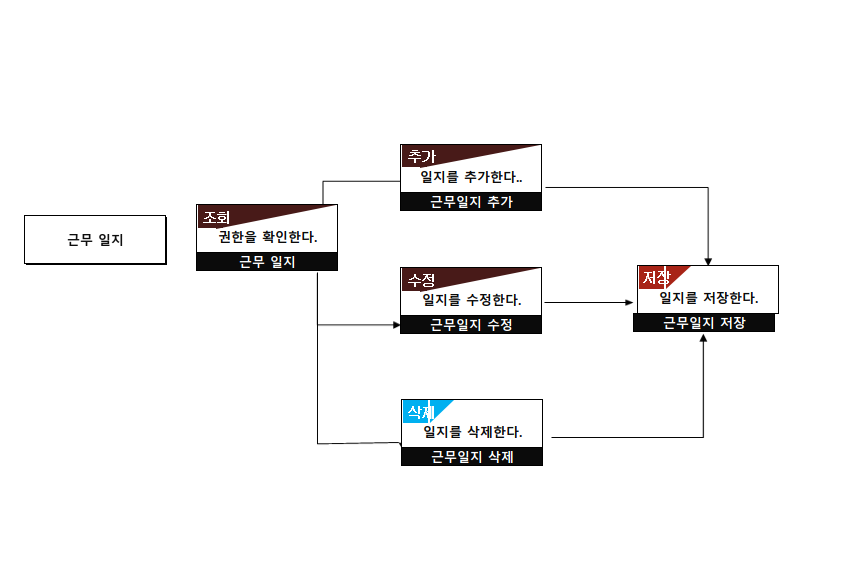 근무 일지
조회
권한을 확인한다.
근무 일지
추가
일지를 추가한다..
근무일지 추가
수정
일지를 수정한다.
근무일지 수정
삭제
일지를 삭제한다.
근무일지 삭제
저장
일지를 저장한다.
근무일지 저장